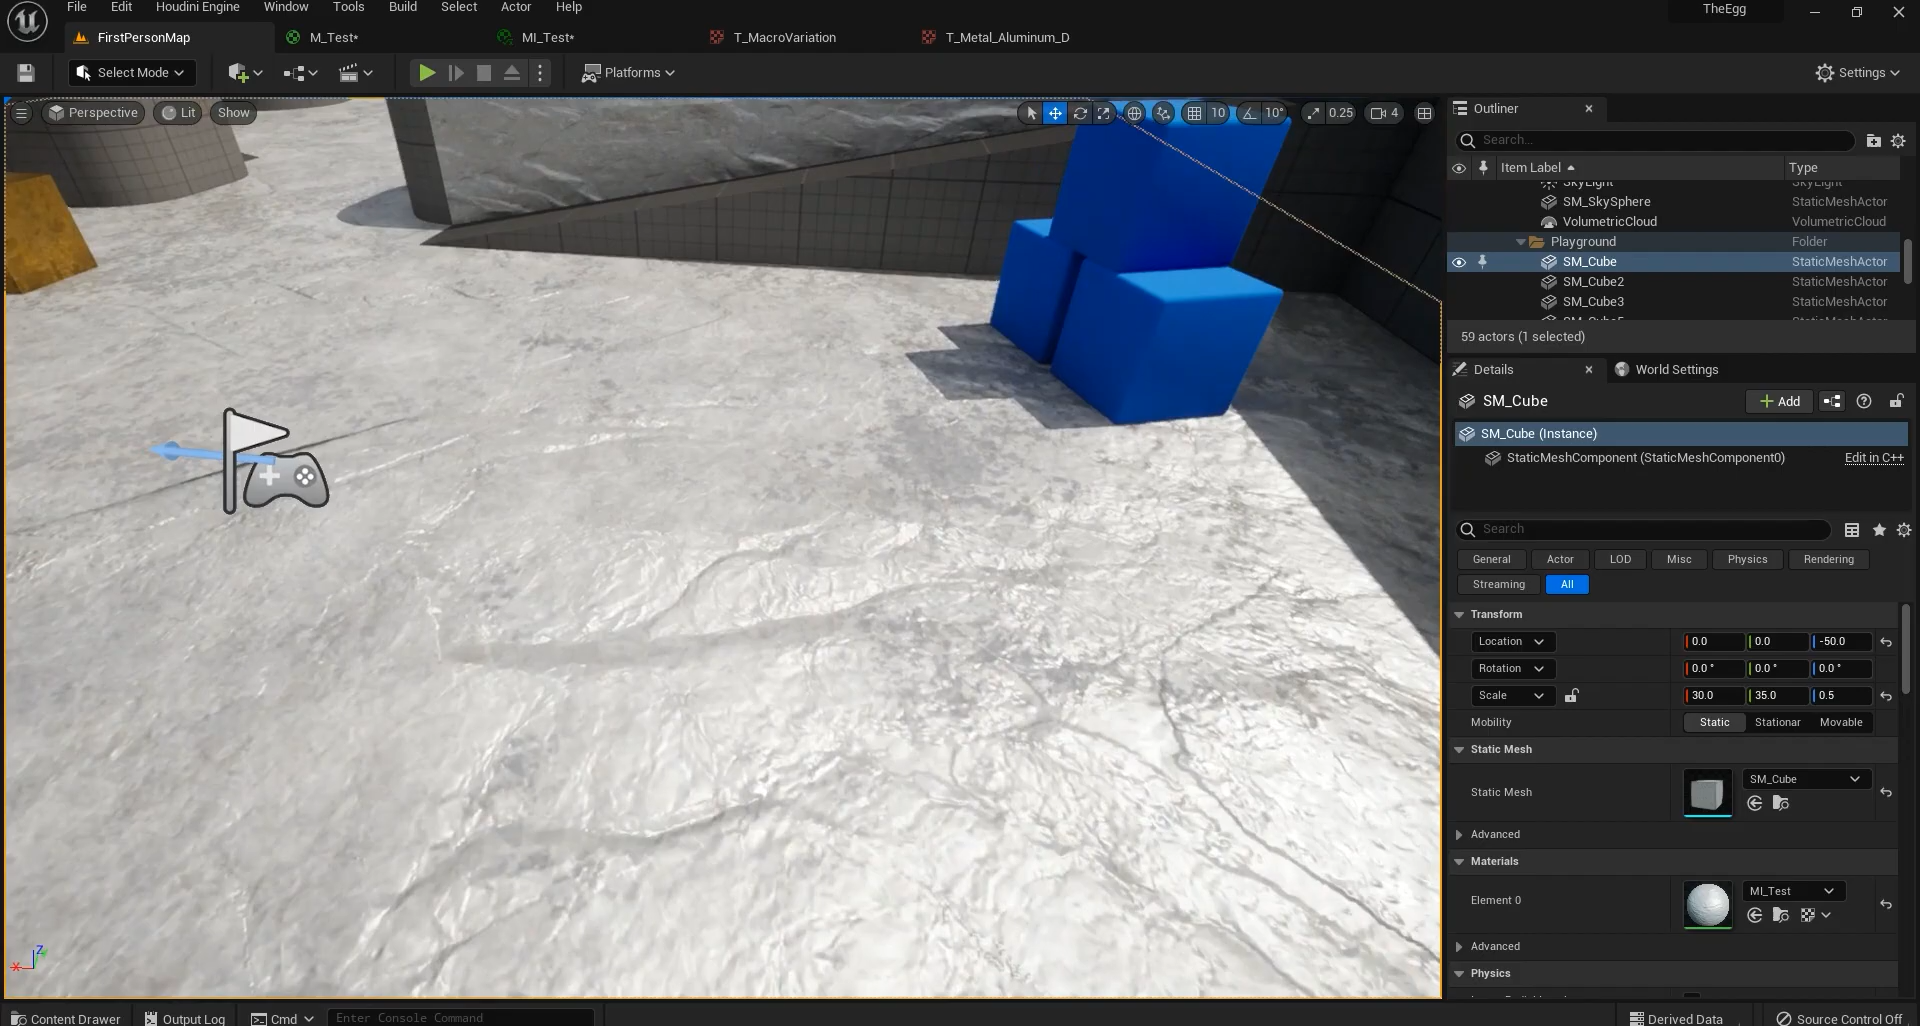 File Edit Houdini Engine Window Tools Build Select Actor Help TheEgg
FirstPersonMap M_Test* MI_Test* T_MacroVariation T_Metal_Aluminum_D
Select Mode Platforms Settings
Perspective Lit Show 10 10° 0.25 4
Outliner
Search...
Item Label Type
SkyLight SkyLight
SM_SkySphere StaticMeshActor
VolumetricCloud VolumetricCloud
Playground Folder
SM_Cube StaticMeshActor
SM_Cube2 StaticMeshActor
SM_Cube3 StaticMeshActor
59 actors (1 selected)
Details World Settings
SM_Cube Add
SM_Cube (Instance)
StaticMeshComponent (StaticMeshComponent0) Edit in C++
Search
General Actor LOD Misc Physics Rendering
Streaming All
Transform
Location 0.0 0.0 -50.0
Rotation 0.0 ° 0.0 ° 0.0 °
Scale 30.0 35.0 0.5
Mobility Static Stationar Movable
Static Mesh
Static Mesh SM_Cube
Advanced
Materials
Element 0 MI_Test
Advanced
Physics
Z
X
Content Drawer Output Log Cmd Enter Console Command Derived Data Source Control Off